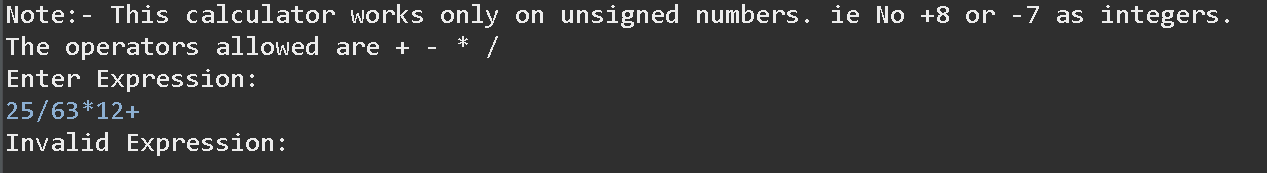 Note:- This calculator works only on unsigned numbers. ie No +8 or -7 as integers.
The operators allowed are + - * /
Enter Expression:
25/63*12+
Invalid Expression: